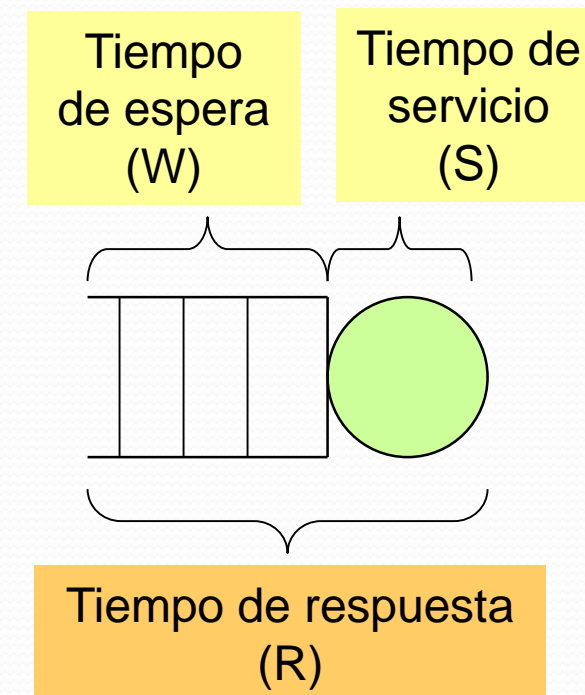 Tiempo
de espera
(W)
Tiempo de
servicio
(S)
Tiempo de respuesta
(R)